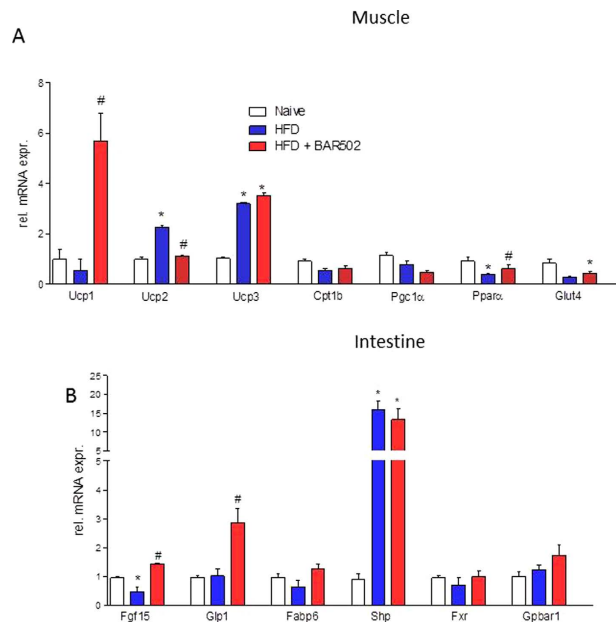 Muscle
A
8
6
4
2
0
rel. mRNA expr.
Naive
HFD
HFD + BAR502
#
*
#
*
*
*
#
*
Ucp1 Ucp2 Ucp3 Cpt1b Pgc1α Pparα Glut4
Intestine
B
25
20
15
10
5
5
4
3
2
1
0
rel. mRNA expr.
*
#
#
*
*
Fgf15 Glp1 Fabp6 Shp Fxr Gpbar1